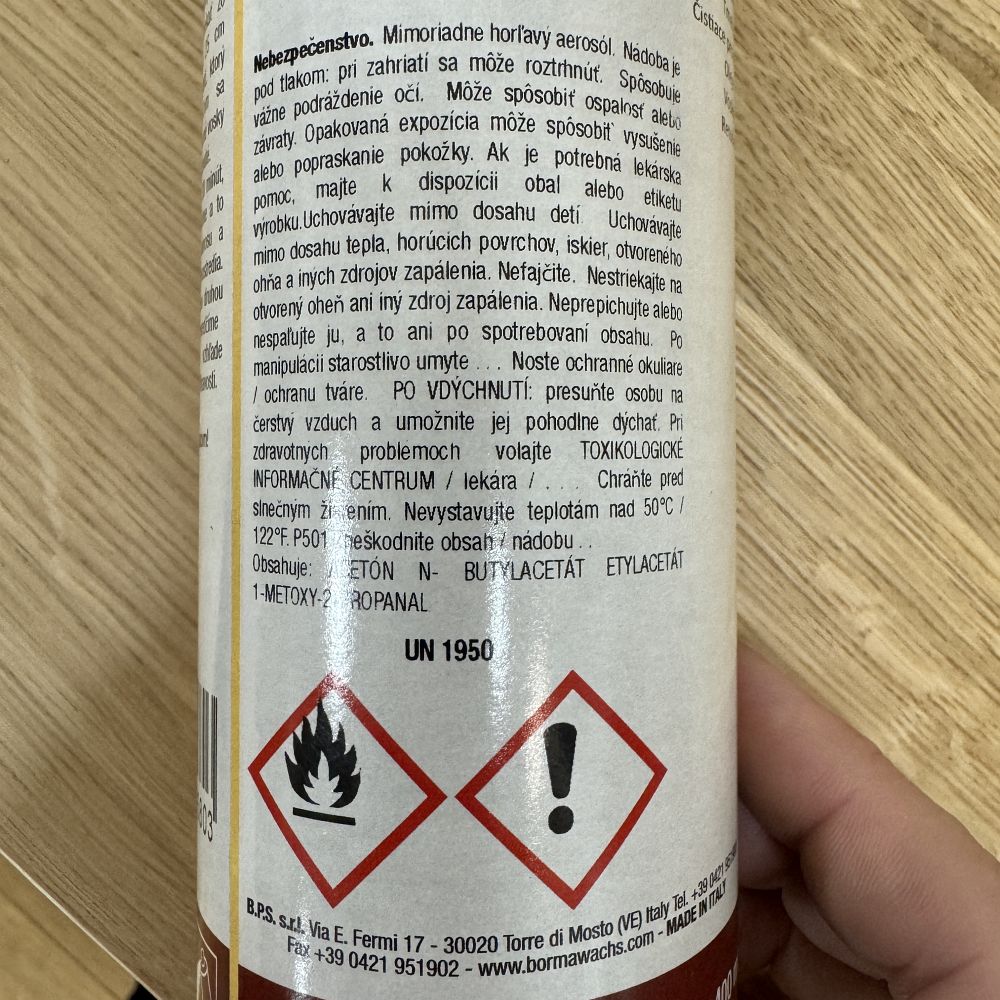 Nebezpečenstvo. Mimoriadne horľavý aerosól. Nádoba je
pod tlakom: pri zahriatí sa môže roztrhnúť. Spôsobuje
vážne podráždenie očí. Môže spôsobiť ospalosť alebo
závraty. Opakovaná expozícia môže spôsobiť vysušenie
alebo popraskanie pokožky. Ak je potrebná lekárska
pomoc, majte k dispozícii obal alebo etiketu
výrobku.Uchovávajte mimo dosahu detí. Uchovávajte
mimo dosahu tepla, horúcich povrchov, iskier, otvoreného
ohňa a iných zdrojov zapálenia. Nefajčite. Nestriekajte na
otvorený oheň ani iný zdroj zapálenia. Neprepichujte alebo
nespaľujte ju, a to ani po spotrebovaní obsahu. Po
manipulácii starostlivo umyte ... Noste ochranné okuliare
/ ochranu tváre. PO VDÝCHNUTÍ: presuňte osobu na
čerstvý vzduch a umožnite jej pohodlne dýchať. Pri
zdravotných problémoch volajte TOXIKOLOGICKÉ
INFORMAČNÉ CENTRUM / lekára / ... Chráňte pred
slnečným žiarením. Nevystavujte teplotám nad 50°C /
122°F. P501 Zneškodnite obsah / nádobu ..
Obsahuje: ACETÓN N- BUTYLACETÁT ETYLACETÁT
1-METOXY-2-PROPANAL
UN 1950
B.P.S. s.r.l. Via E. Fermi 17 - 30020 Torre di Mosto (VE) Italy Tel. +39 0421
Fax +39 0421 951902 - www.bormawachs.com - MADE IN ITALY